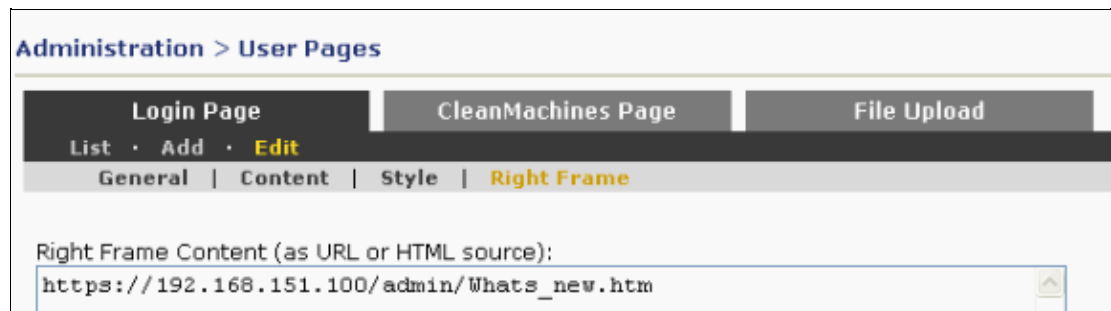 Administration > User Pages
Login Page CleanMachines Page File Upload
List · Add · Edit
General | Content | Style | Right Frame
Right Frame Content (as URL or HTML source):
https://192.168.151.100/admin/Whats_new.htm